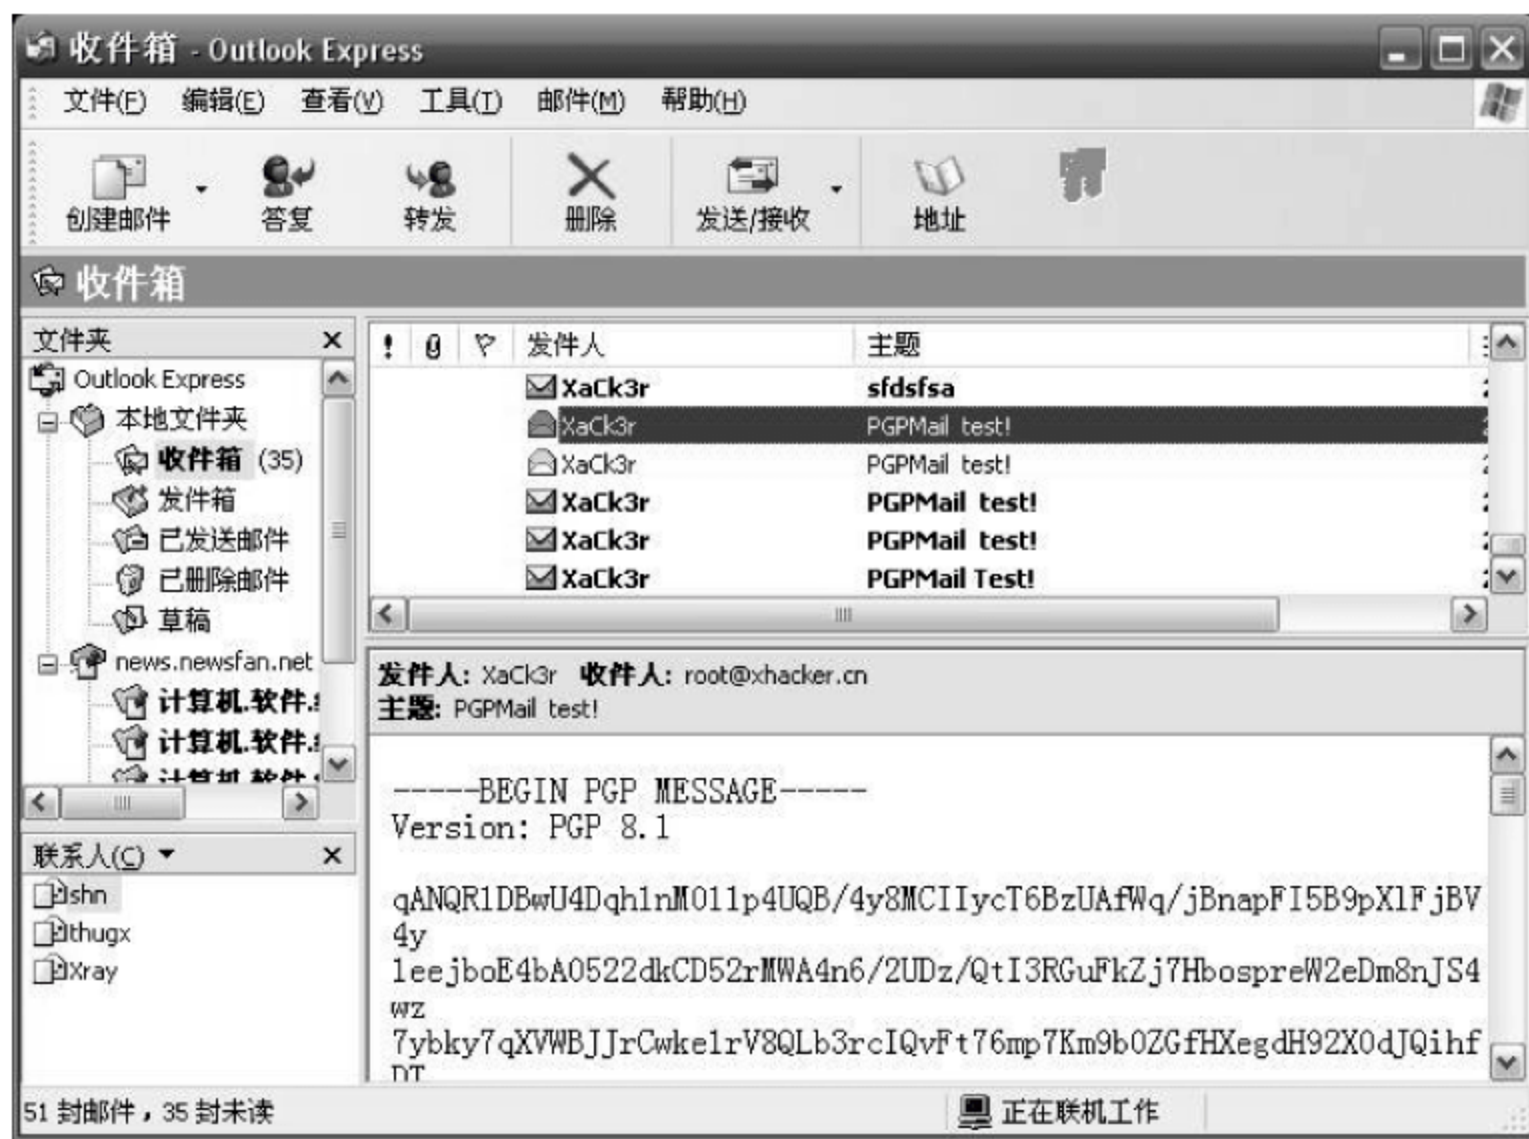 收件箱 - Outlook Express
文件(F) 编辑(E) 查看(V) 工具(T) 邮件(M) 帮助(H)
创建邮件 答复 转发 删除 发送/接收 地址
收件箱
文件夹
Outlook Express
本地文件夹
收件箱 (35)
发件箱
已发送邮件
已删除邮件
草稿
news.newsfan.net
计算机.软件.
计算机.软件.
计算机.软件.
联系人(C)
shn
thugx
Xray
! 发件人 主题
XaCk3r sfdsfsa
XaCk3r PGPMail test!
XaCk3r PGPMail test!
XaCk3r PGPMail test!
XaCk3r PGPMail test!
XaCk3r PGPMail Test!
发件人: XaCk3r 收件人: root@xhacker.cn
主题: PGPMail test!
-----BEGIN PGP MESSAGE-----
Version: PGP 8.1
qANQR1DBwU4Dqh1nM011p4UQB/4y8MCIIycT6BzUAfWq/jBnapFI5B9pX1FjBV
4y
1eejboE4bA0522dkCD52rMWA4n6/2UDz/QtI3RGuFkZj7HbospreW2eDm8nJS4
wz
7ybky7qXVWBJJrCwke1rV8QLb3rcIQvFt76mp7Km9b0ZGfHXegdH92X0dJQihf
DT
51 封邮件，35 封未读
正在联机工作